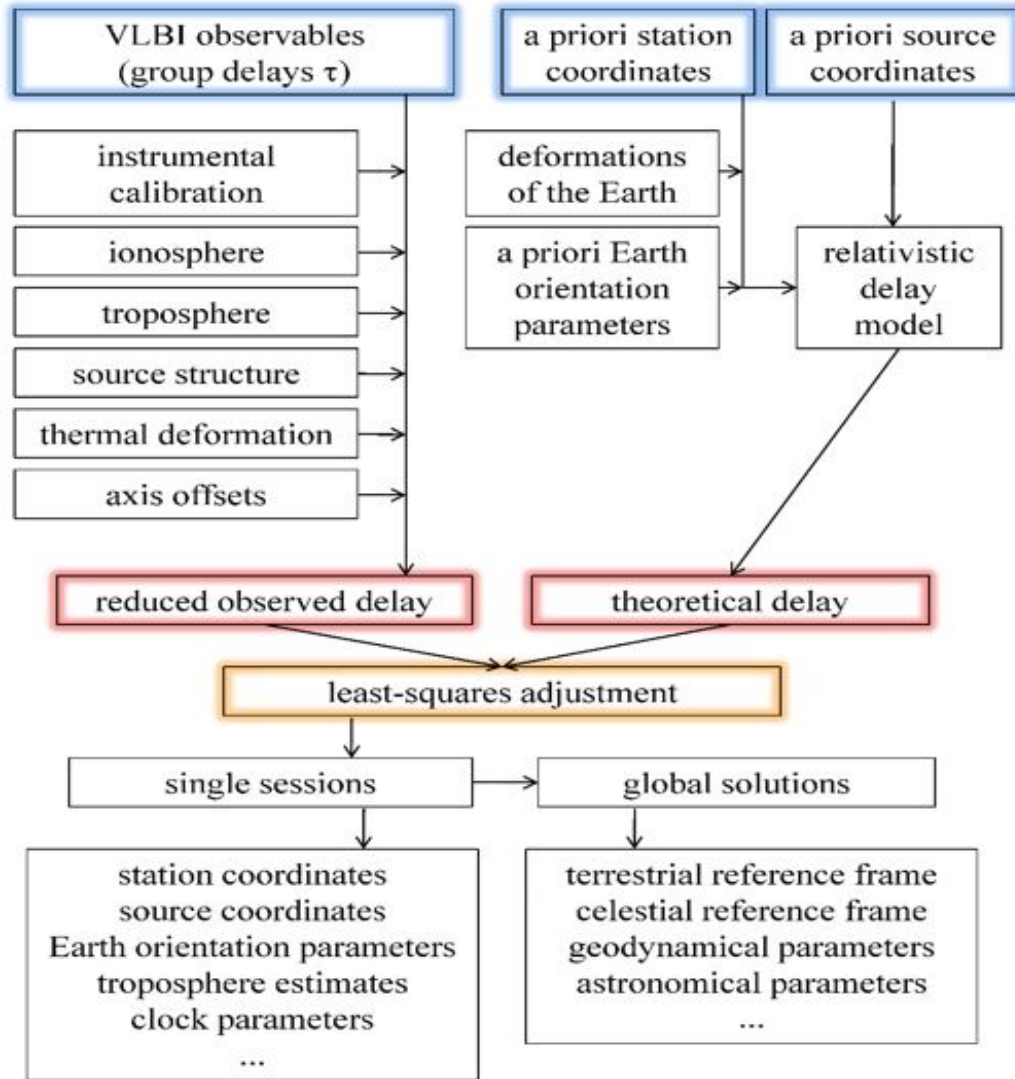 VLBI observables
(group delays τ)
a priori station
coordinates
a priori source
coordinates
instrumental
calibration
ionosphere
troposphere
source structure
thermal deformation
axis offsets
deformations
of the Earth
a priori Earth
orientation
parameters
relativistic
delay
model
reduced observed delay
theoretical delay
least-squares adjustment
single sessions
global solutions
station coordinates
source coordinates
Earth orientation parameters
troposphere estimates
clock parameters
...
terrestrial reference frame
celestial reference frame
geodynamical parameters
astronomical parameters
...